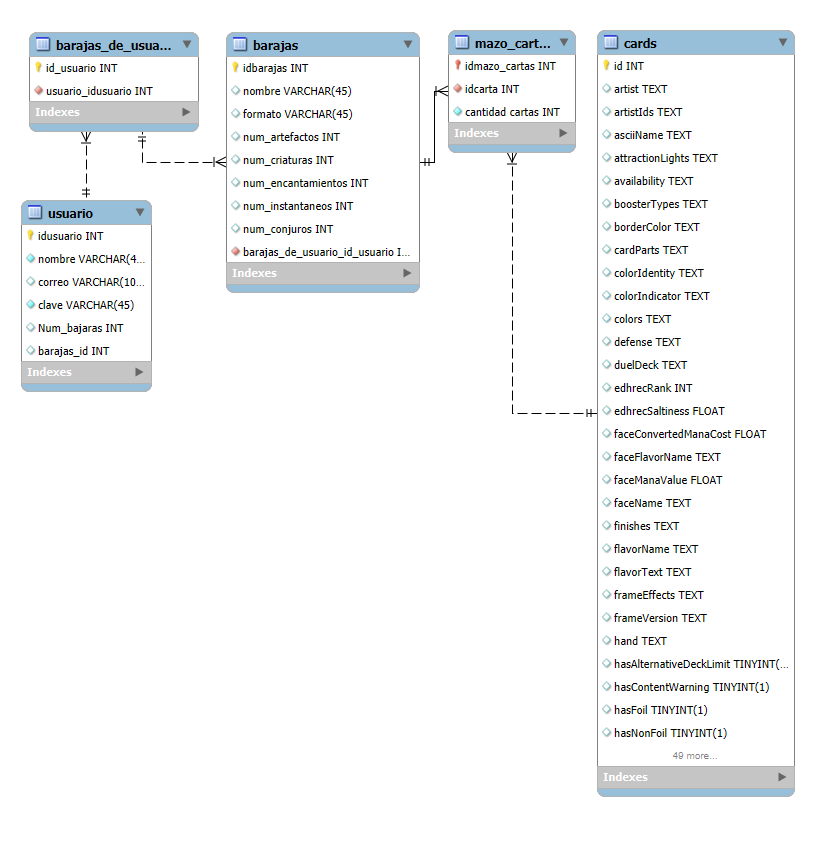 barajas_de_usua...
id_usuario INT
usuario_idusuario INT
Indexes
usuario
idusuario INT
nombre VARCHAR(4...
correo VARCHAR(10...
clave VARCHAR(45)
Num_bajaras INT
barajas_id INT
Indexes
barajas
idbarajas INT
nombre VARCHAR(45)
formato VARCHAR(45)
num_artefactos INT
num_criaturas INT
num_encantamientos INT
num_instantaneos INT
num_conjuros INT
barajas_de_usuario_id_usuario I...
Indexes
mazo_cart...
idmazo_cartas INT
idcarta INT
cantidad cartas INT
Indexes
cards
id INT
artist TEXT
artistIds TEXT
asciiName TEXT
attractionLights TEXT
availability TEXT
boosterTypes TEXT
borderColor TEXT
cardParts TEXT
colorIdentity TEXT
colorIndicator TEXT
colors TEXT
defense TEXT
duelDeck TEXT
edhrecRank INT
edhrecSaltiness FLOAT
faceConvertedManaCost FLOAT
faceFlavorName TEXT
faceManaValue FLOAT
faceName TEXT
finishes TEXT
flavorName TEXT
flavorText TEXT
frameEffects TEXT
frameVersion TEXT
hand TEXT
hasAlternativeDeckLimit TINYINT(...
hasContentWarning TINYINT(1)
hasFoil TINYINT(1)
hasNonFoil TINYINT(1)
49 more...
Indexes